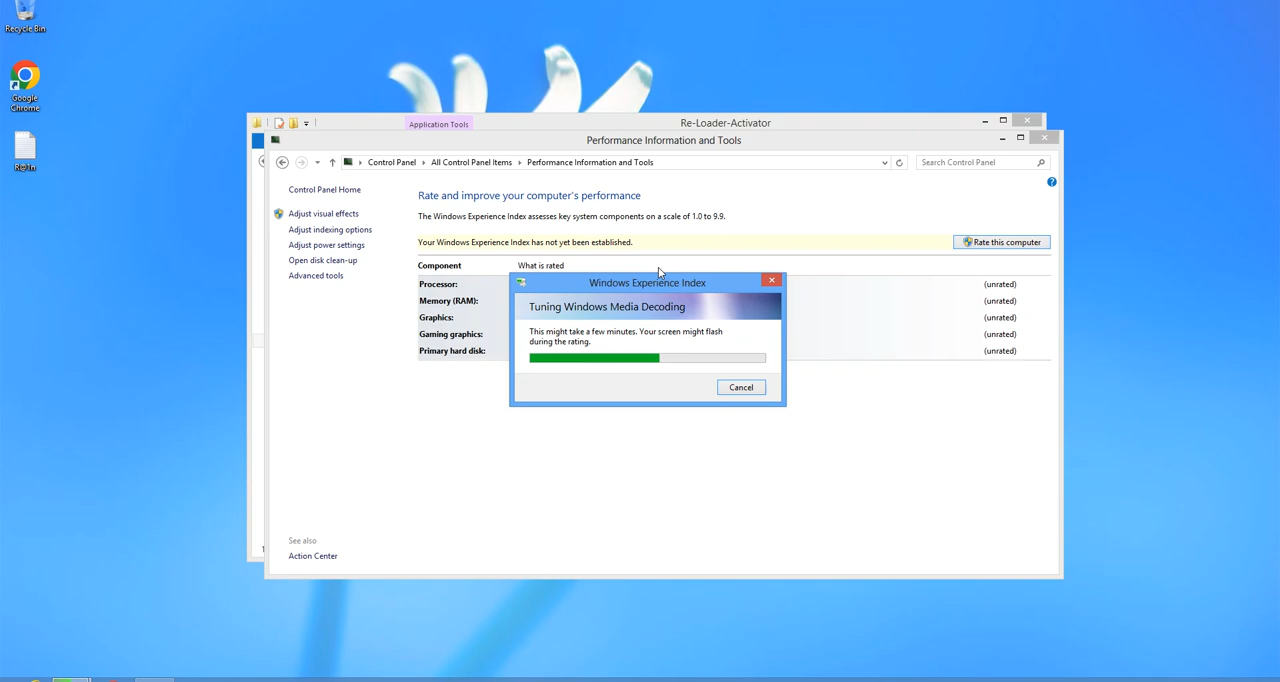 Recycle Bin
Google
Chrome
R@1n
Application Tools
Re-Loader-Activator
Performance Information and Tools
Control Panel
All Control Panel Items
Performance Information and Tools
Search Control Panel
Control Panel Home
Adjust visual effects
Adjust indexing options
Adjust power settings
Open disk clean-up
Advanced tools
Rate and improve your computer's performance
The Windows Experience Index assesses key system components on a scale of 1.0 to 9.9.
Your Windows Experience Index has not yet been established.
Rate this computer
Component What is rated
Processor: (unrated)
Memory (RAM): (unrated)
Graphics: (unrated)
Gaming graphics: (unrated)
Primary hard disk: (unrated)
Windows Experience Index
Tuning Windows Media Decoding
This might take a few minutes. Your screen might flash
during the rating.
Cancel
See also
Action Center